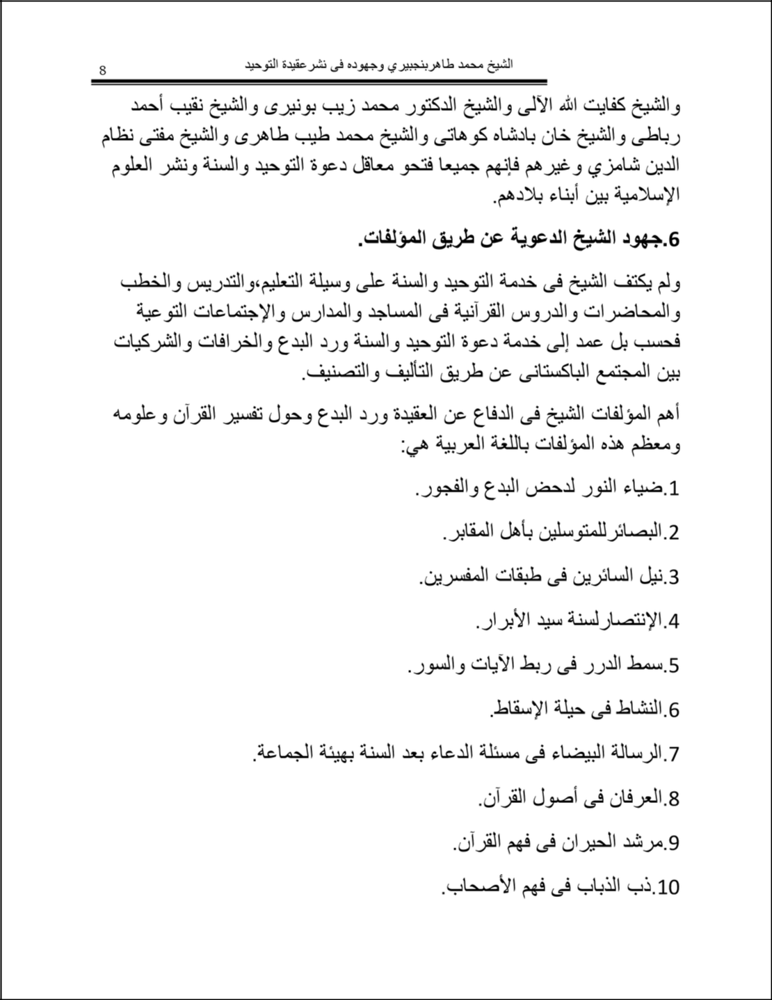 الشيخ محمد طاهربنجبيري وجهوده فى نشرعقيدة التوحيد
8
والشيخ كفايت الله الآلى والشيخ الدكتور محمد زيب بونيرى والشيخ نقيب أحمد
رباطى والشيخ خان بادشاه كوهاتى والشيخ محمد طيب طاهرى والشيخ مفتى نظام
الدين شامزي وغيرهم فإنهم جميعا فتحو معاقل دعوة التوحيد والسنة ونشر العلوم
الإسلامية بين أبناء بلادهم.
6.جهود الشيخ الدعوية عن طريق المؤلفات.
ولم يكتف الشيخ فى خدمة التوحيد والسنة على وسيلة التعليم،والتدريس والخطب
والمحاضرات والدروس القرآنية فى المساجد والمدارس والإجتماعات التوعية
فحسب بل عمد إلى خدمة دعوة التوحيد والسنة ورد البدع والخرافات والشركيات
بين المجتمع الباكستانى عن طريق التأليف والتصنيف.
أهم المؤلفات الشيخ فى الدفاع عن العقيدة ورد البدع وحول تفسير القرآن وعلومه
ومعظم هذه المؤلفات باللغة العربية هي:
1.ضياء النور لدحض البدع والفجور.
2.البصائرللمتوسلين بأهل المقابر.
3.نيل السائرين فى طبقات المفسرين.
4.الإنتصارلسنة سيد الأبرار.
5.سمط الدرر فى ربط الآيات والسور.
6.النشاط فى حيلة الإسقاط.
7.الرسالة البيضاء فى مسئلة الدعاء بعد السنة بهيئة الجماعة.
8.العرفان فى أصول القرآن.
9.مرشد الحيران فى فهم القرآن.
10.ذب الذباب فى فهم الأصحاب.